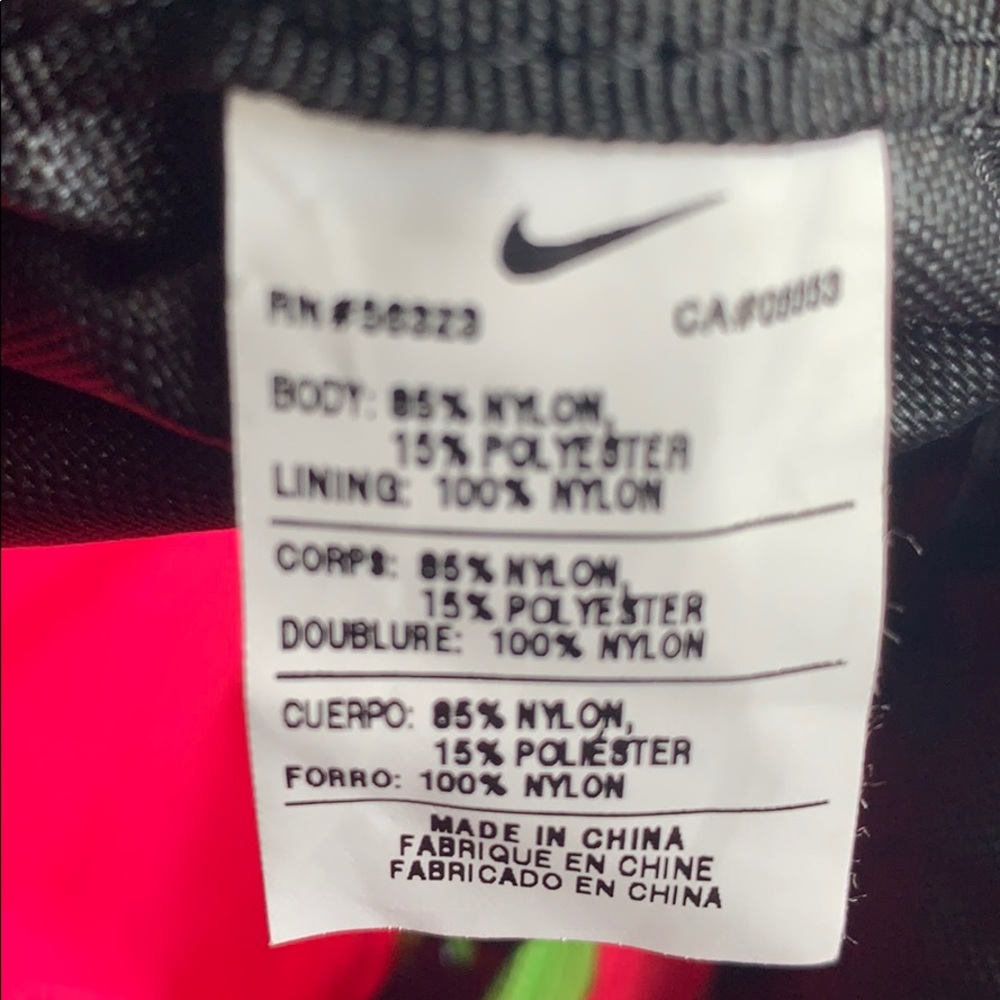 RN #56323 CA#05553
BODY: 85% NYLON,
15% POLYESTER
LINING: 100% NYLON
CORPS: 85% NYLON,
15% POLYESTER
DOUBLURE: 100% NYLON
CUERPO: 85% NYLON,
15% POLIÉSTER
FORRO: 100% NYLON
MADE IN CHINA
FABRIQUE EN CHINE
FABRICADO EN CHINA